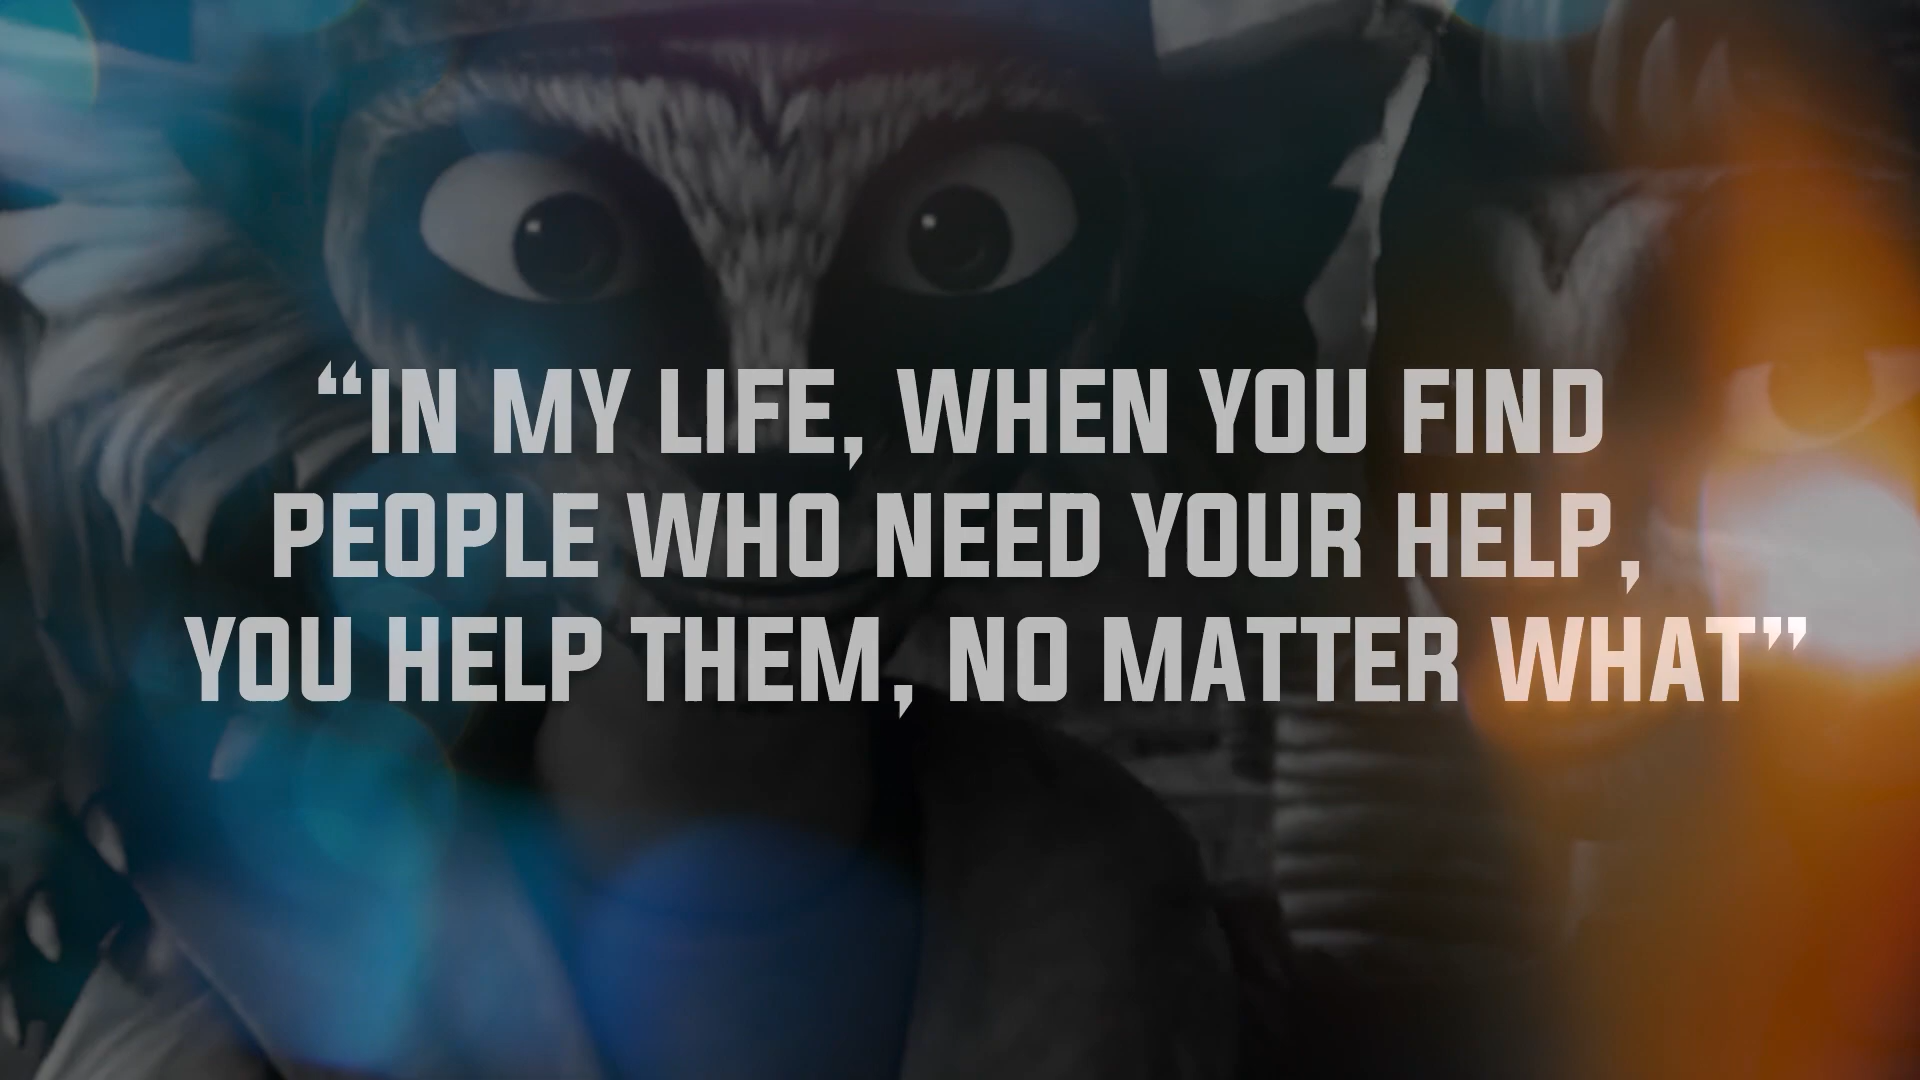 ❝IN MY LIFE, WHEN YOU FIND
PEOPLE WHO NEED YOUR HELP,
YOU HELP THEM, NO MATTER WHAT❞